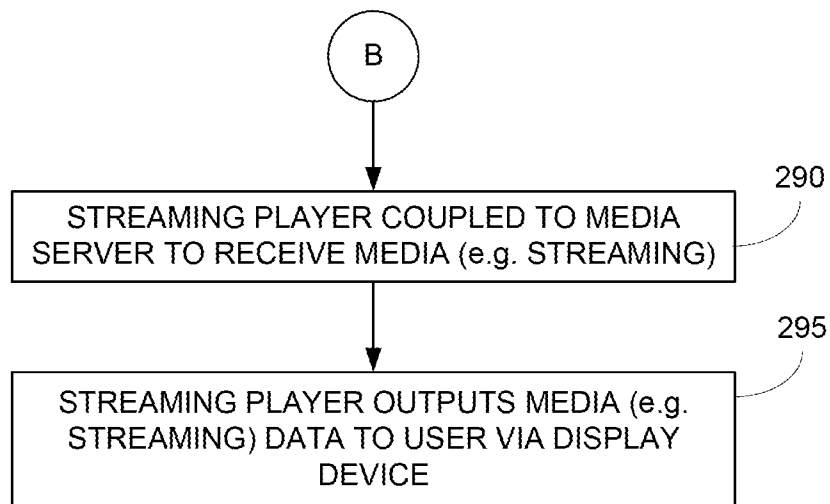 B
290
STREAMING PLAYER COUPLED TO MEDIA
SERVER TO RECEIVE MEDIA (e.g. STREAMING)
295
STREAMING PLAYER OUTPUTS MEDIA (e.g.
STREAMING) DATA TO USER VIA DISPLAY
DEVICE